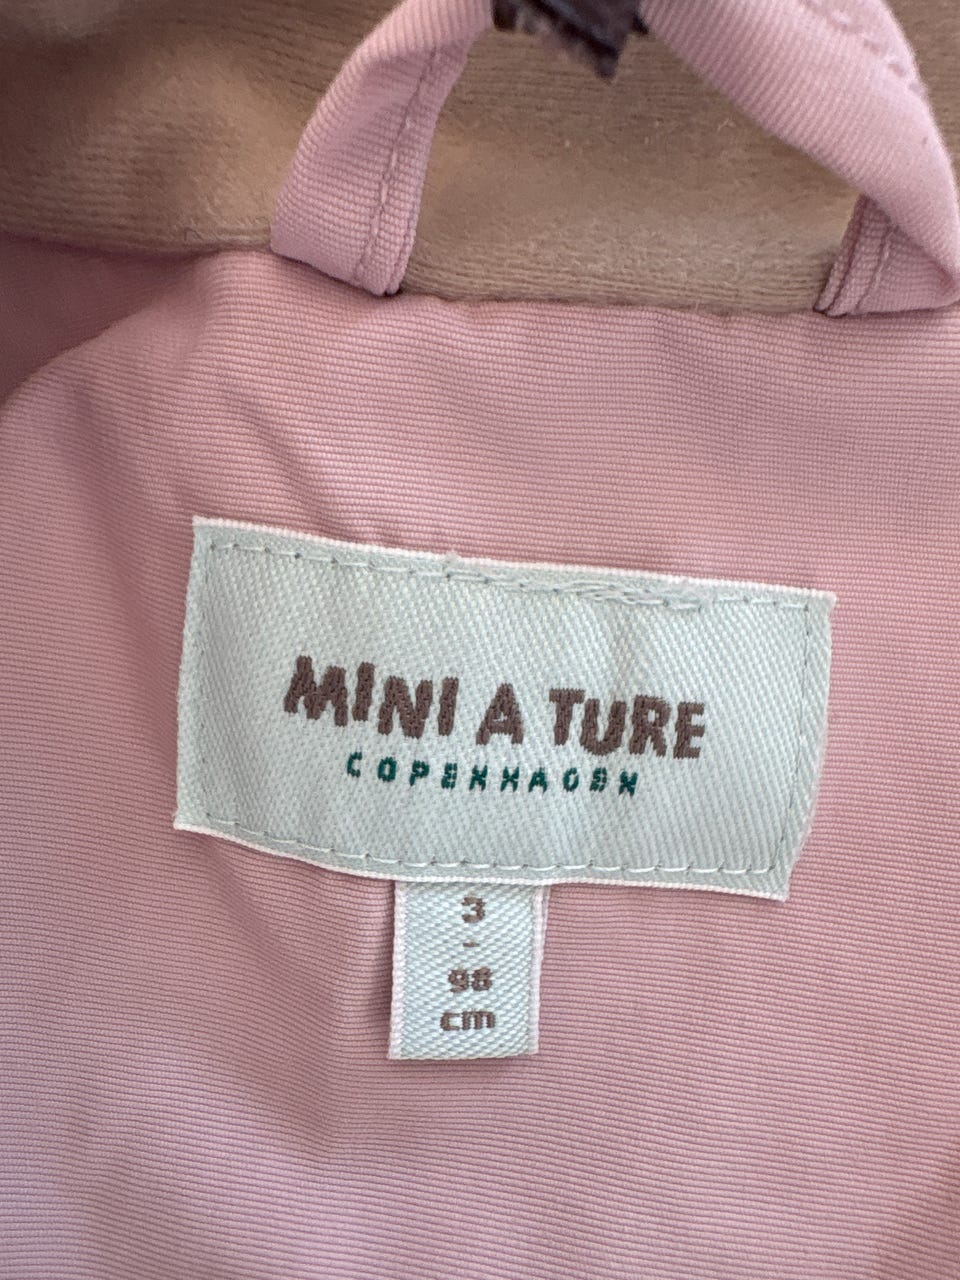 MINI A TURE
COPENHAGEN
3
-
98
cm